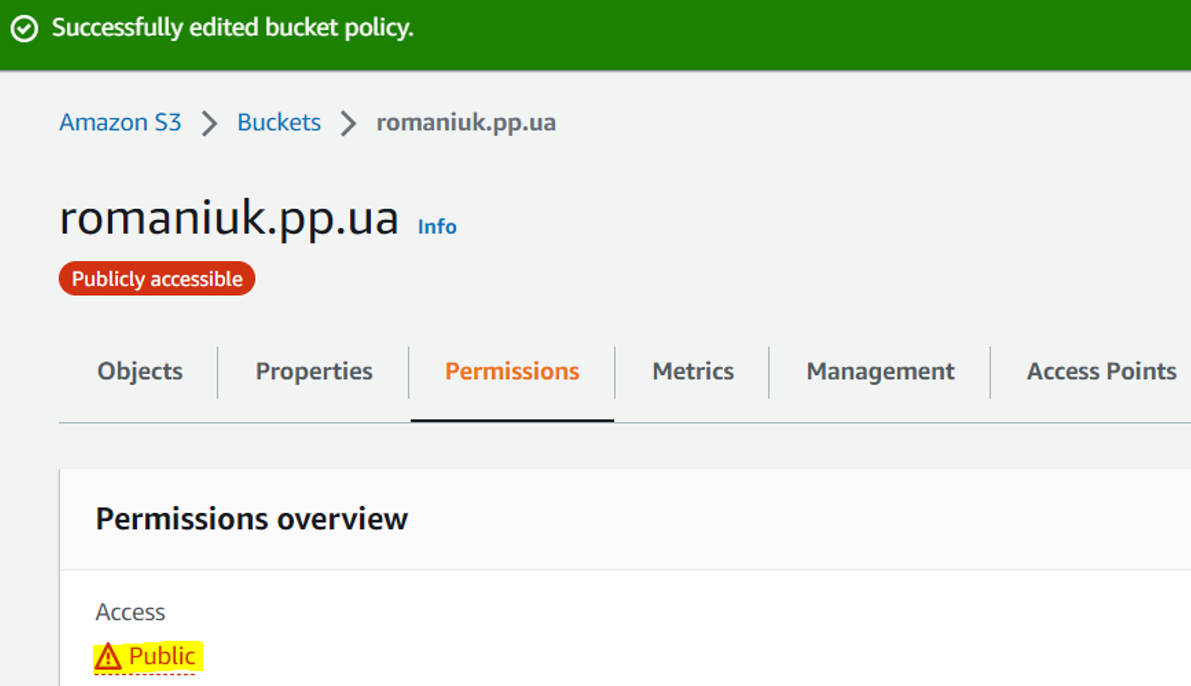 Successfully edited bucket policy.
Amazon S3 > Buckets > romaniuk.pp.ua
romaniuk.pp.ua Info
Publicly accessible
Objects Properties Permissions Metrics Management Access Points
Permissions overview
Access
Public